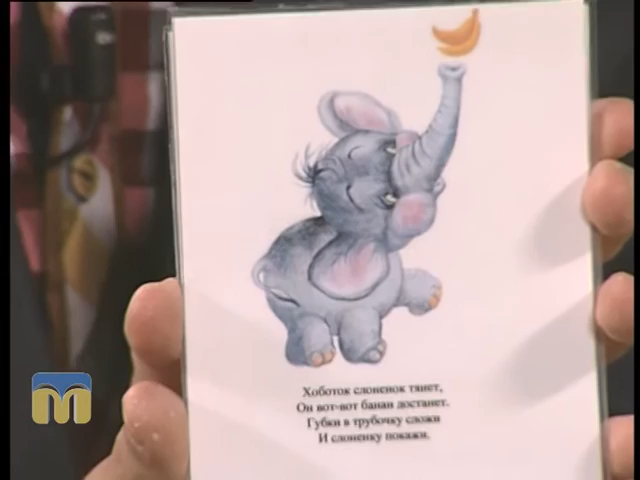 Хоботок слоненок тянет,
Он вот-вот банан достанет.
Губки в трубочку сложи
И слоненку покажи.
M